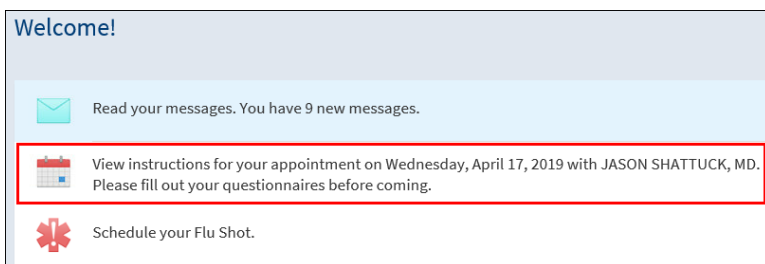 Welcome!
Read your messages. You have 9 new messages.
View instructions for your appointment on Wednesday, April 17, 2019 with JASON SHATTUCK, MD.
Please fill out your questionnaires before coming.
Schedule your Flu Shot.